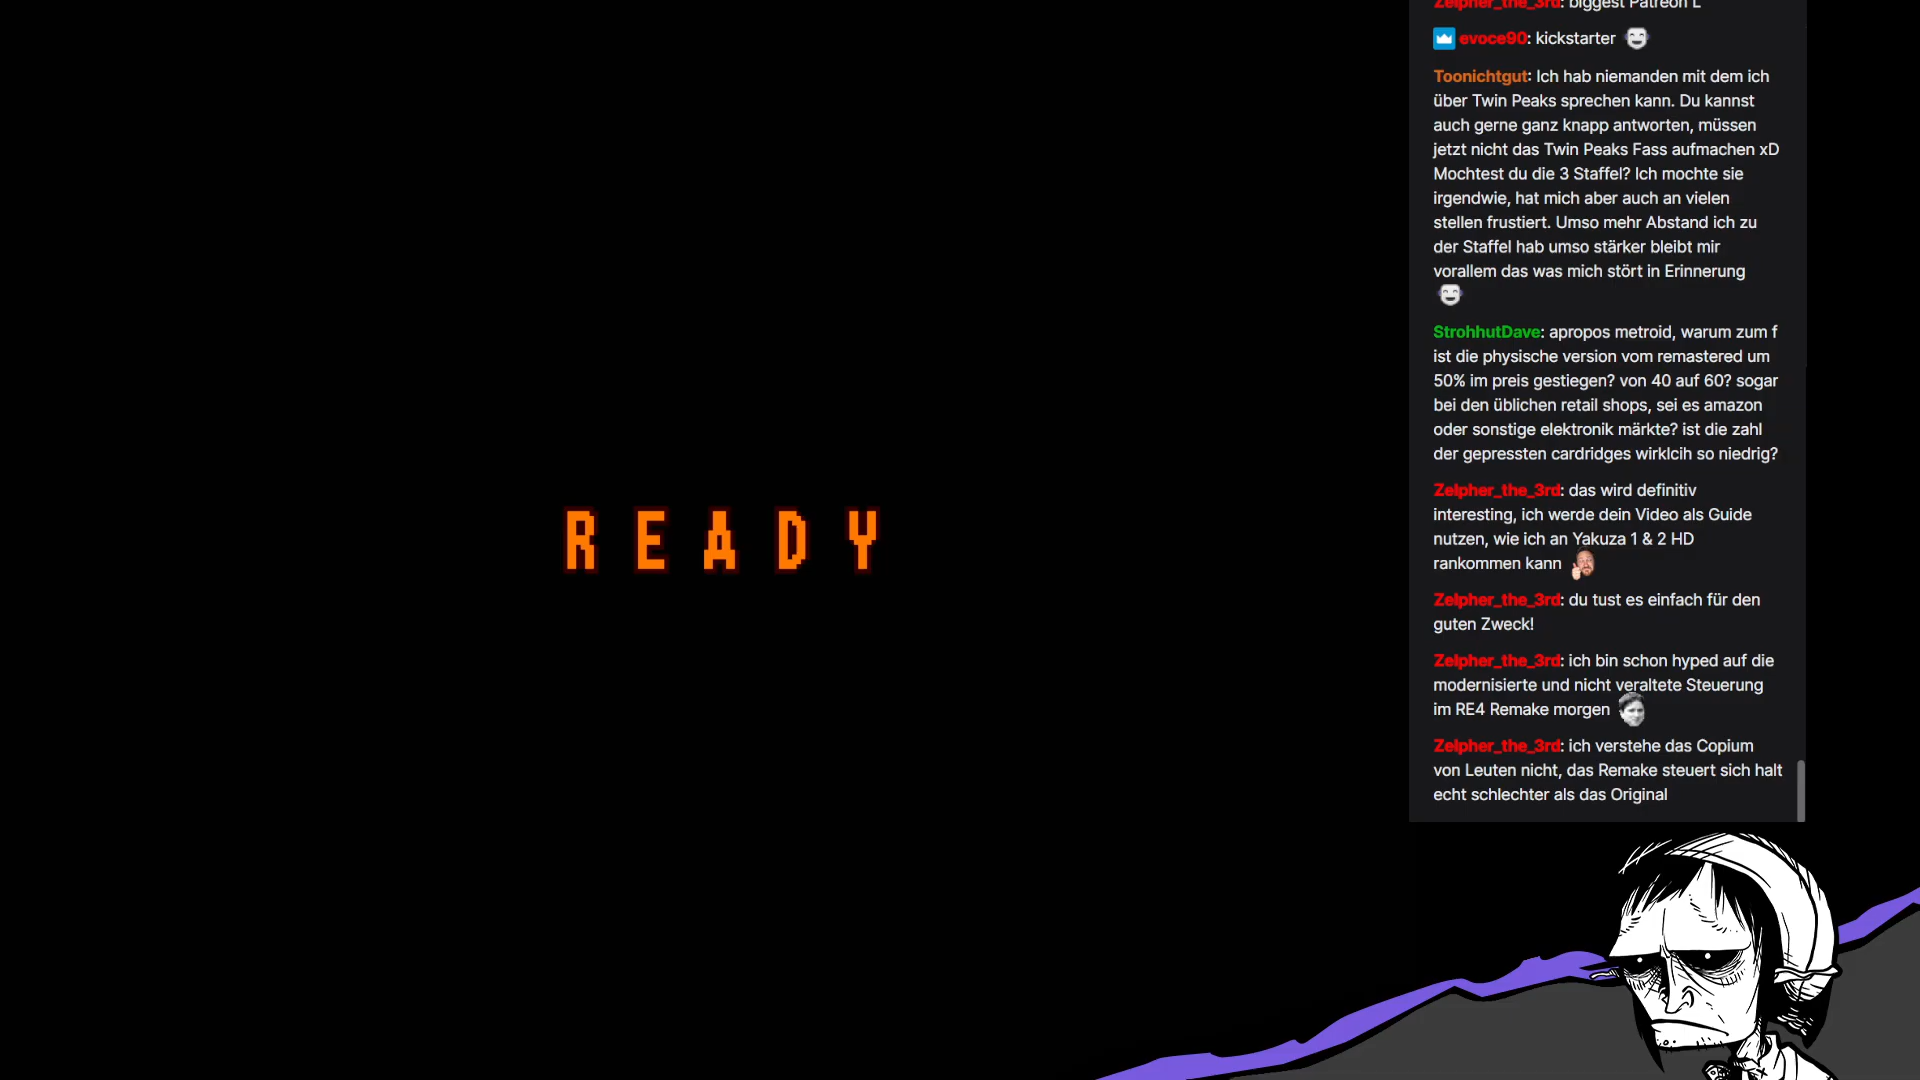 READY
Zelpher_the_3rd: biggest Patreon L
evoce90: kickstarter
Toonichtgut: Ich hab niemanden mit dem ich
über Twin Peaks sprechen kann. Du kannst
auch gerne ganz knapp antworten, müssen
jetzt nicht das Twin Peaks Fass aufmachen xD
Mochtest du die 3 Staffel? Ich mochte sie
irgendwie, hat mich aber auch an vielen
stellen frustiert. Umso mehr Abstand ich zu
der Staffel hab umso stärker bleibt mir
vorallem das was mich stört in Erinnerung
StrohhutDave: apropos metroid, warum zum f
ist die physische version vom remastered um
50% im preis gestiegen? von 40 auf 60? sogar
bei den üblichen retail shops, sei es amazon
oder sonstige elektronik märkte? ist die zahl
der gepressten cardridges wirklcih so niedrig?
Zelpher_the_3rd: das wird definitiv
interesting, ich werde dein Video als Guide
nutzen, wie ich an Yakuza 1 & 2 HD
rankommen kann
Zelpher_the_3rd: du tust es einfach für den
guten Zweck!
Zelpher_the_3rd: ich bin schon hyped auf die
modernisierte und nicht veraltete Steuerung
im RE4 Remake morgen
Zelpher_the_3rd: ich verstehe das Copium
von Leuten nicht, das Remake steuert sich halt
echt schlechter als das Original